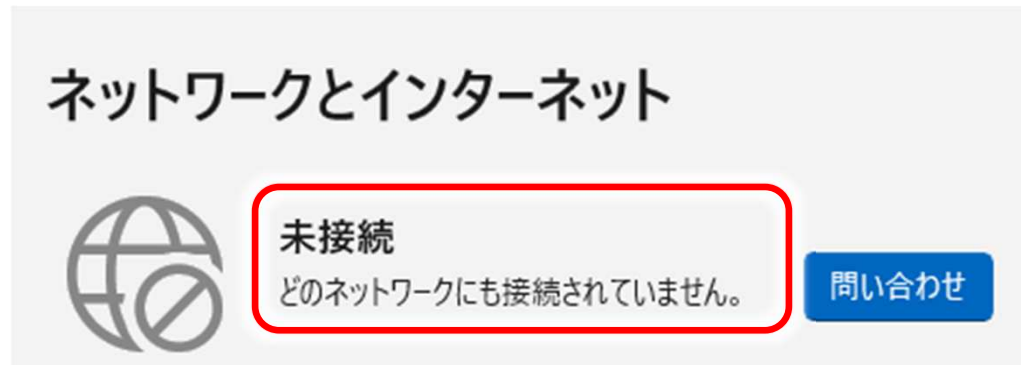 ネットワークとインターネット
未接続
どのネットワークにも接続されていません。
問い合わせ